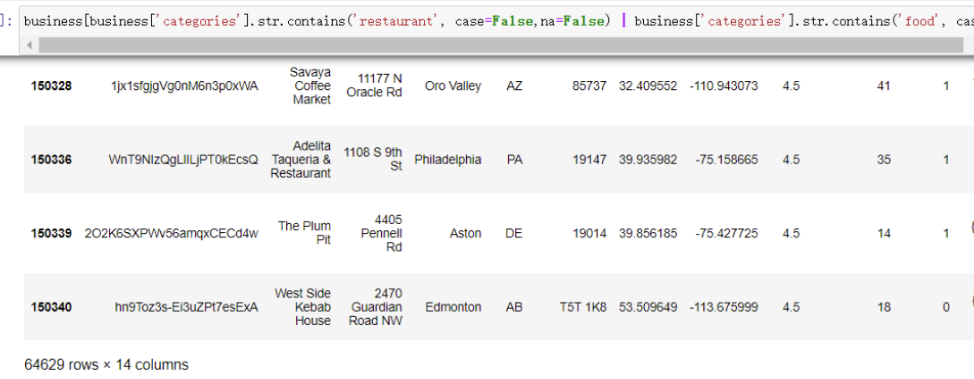 ]: business[business['categories'].str.contains('restaurant', case=False,na=False) | business['categories'].str.contains('food', cas
150328 1jx1sfgjgVg0nM6n3p0xWA Savaya Coffee Market 11177 N Oracle Rd Oro Valley AZ 85737 32.409552 -110.943073 4.5 41 1
150336 WnT9NIzQgLlILjPT0kEcsQ Adelita Taqueria & Restaurant 1108 S 9th St Philadelphia PA 19147 39.935982 -75.158665 4.5 35 1
150339 2O2K6SXPWv56amqxCECd4w The Plum Pit 4405 Pennell Rd Aston DE 19014 39.856185 -75.427725 4.5 14 1
150340 hn9Toz3s-Ei3uZPt7esExA West Side Kebab House 2470 Guardian Road NW Edmonton AB T5T 1K8 53.509649 -113.675999 4.5 18 0
64629 rows × 14 columns